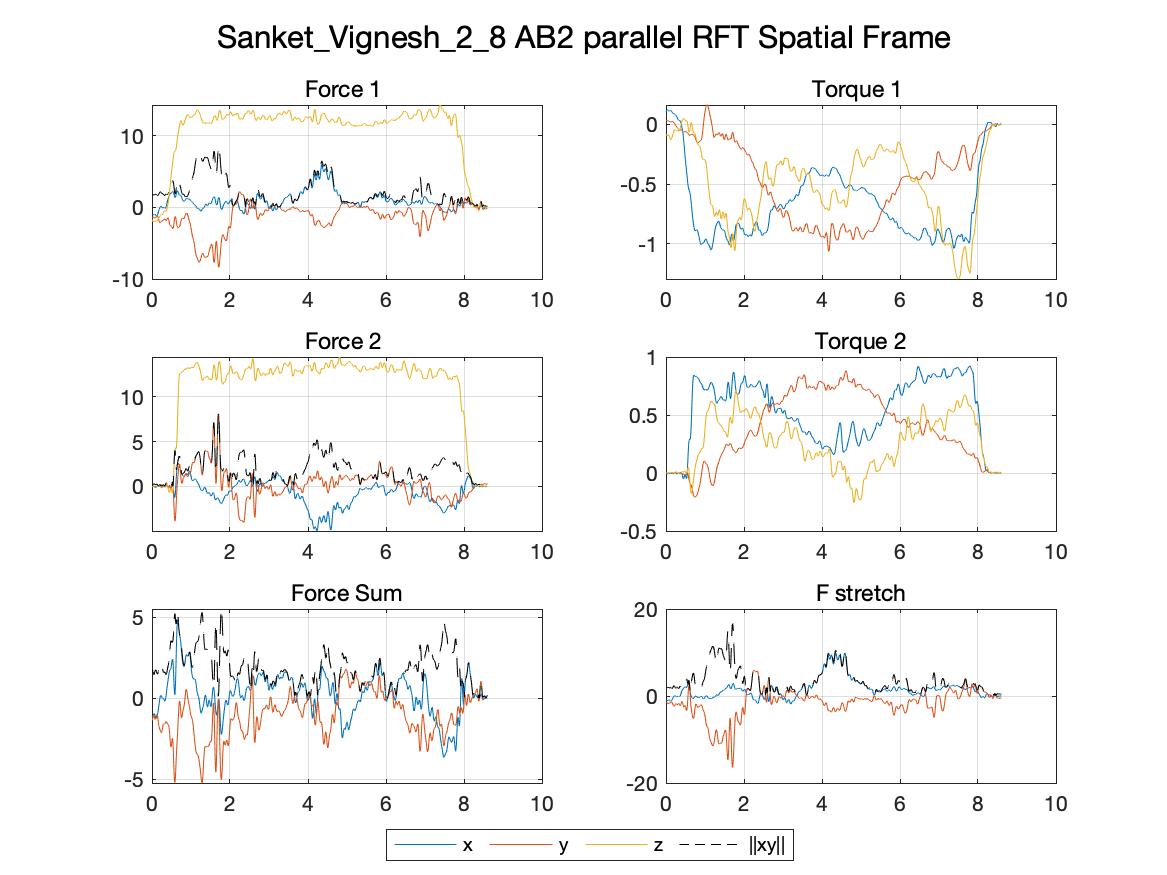 Sanket_Vignesh_2_8 AB2 parallel RFT Spatial Frame
Force 1
10
0
-10
0 2 4 6 8 10
Torque 1
0
-0.5
-1
0 2 4 6 8 10
Force 2
10
5
0
0 2 4 6 8 10
Torque 2
1
0.5
0
-0.5
0 2 4 6 8 10
Force Sum
5
0
-5
0 2 4 6 8 10
F stretch
20
0
-20
0 2 4 6 8 10
x y z ||xy||